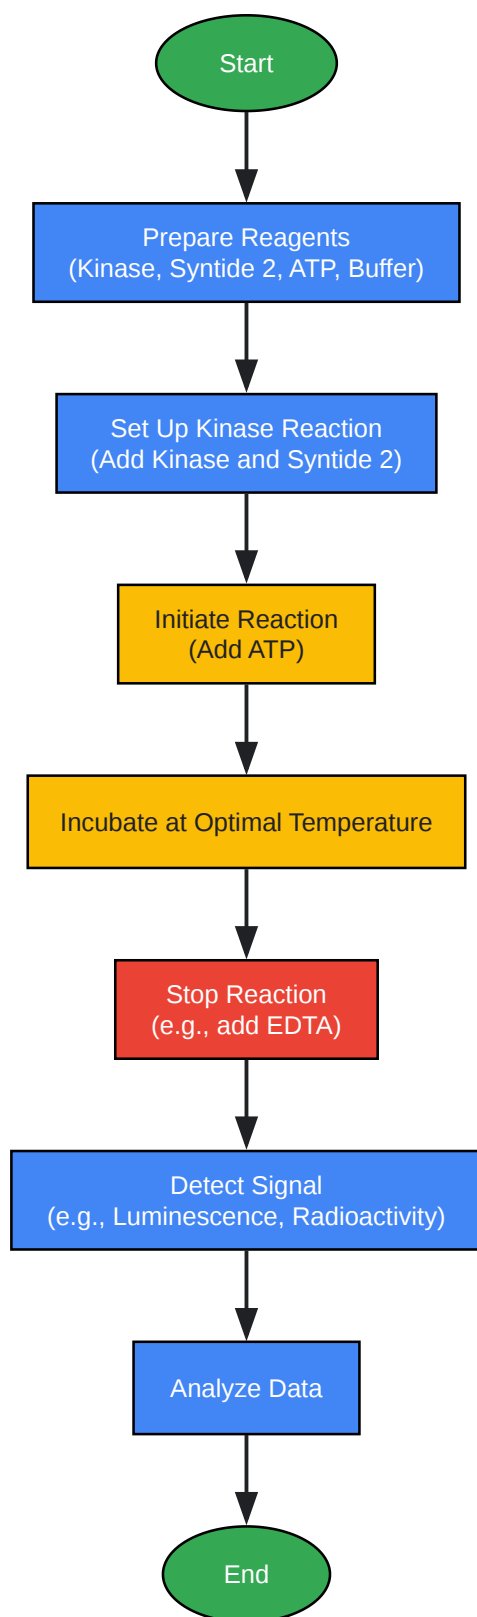 Start
Prepare Reagents
(Kinase, Syntide 2, ATP, Buffer)
Set Up Kinase Reaction
(Add Kinase and Syntide 2)
Initiate Reaction
(Add ATP)
Incubate at Optimal Temperature
Stop Reaction
(e.g., add EDTA)
Detect Signal
(e.g., Luminescence, Radioactivity)
Analyze Data
End